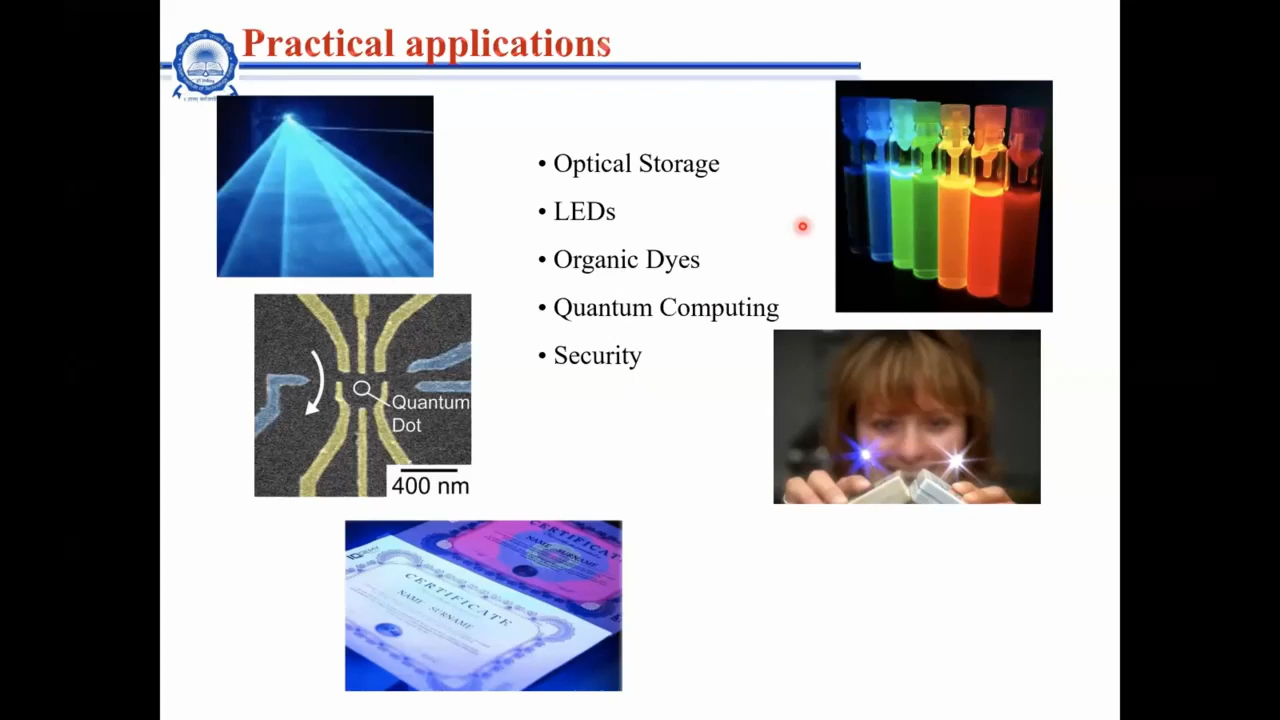 Practical applications
• Optical Storage
• LEDs
• Organic Dyes
• Quantum Computing
• Security
Quantum
Dot
400 nm
CERTIFICATE
NAME SURNAME
CERTIFICATE
NAME SURNAME